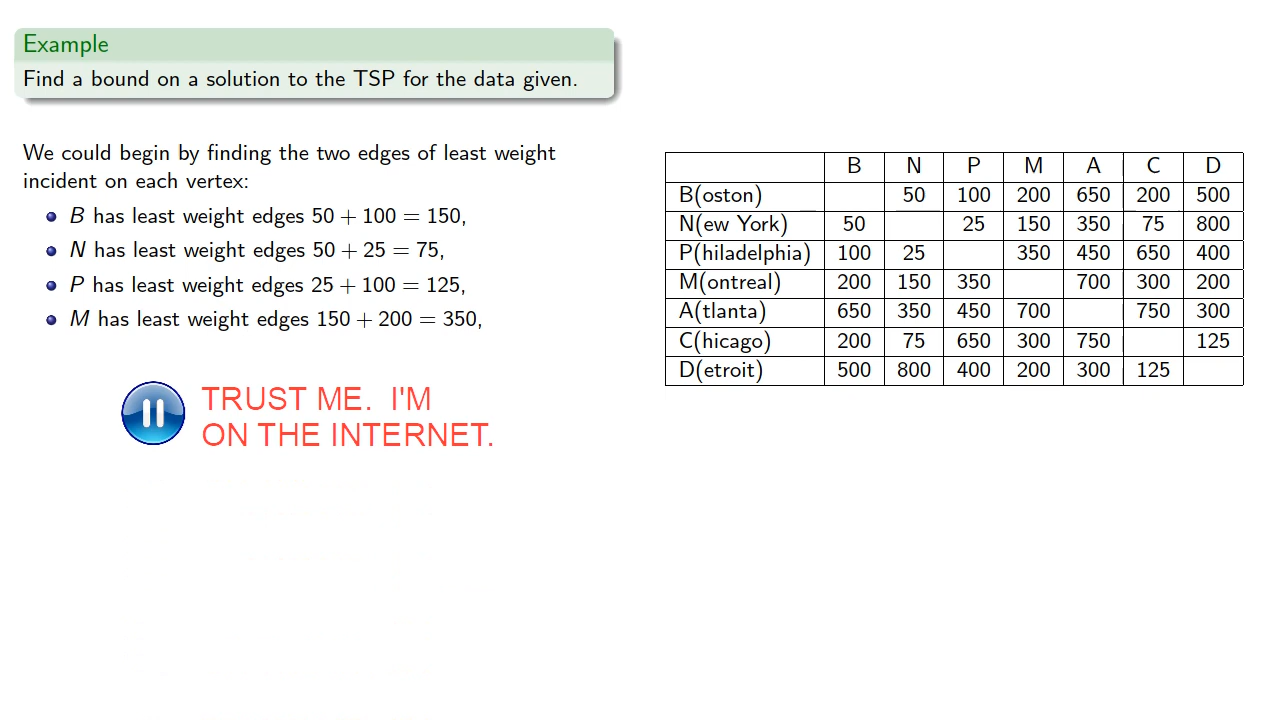 Example
Find a bound on a solution to the TSP for the data given.
We could begin by finding the two edges of least weight
incident on each vertex:
B has least weight edges 50 + 100 = 150,
N has least weight edges 50 + 25 = 75,
P has least weight edges 25 + 100 = 125,
M has least weight edges 150 + 200 = 350,
TRUST ME. I'M
ON THE INTERNET.
B N P M A C D
B(oston) 50 100 200 650 200 500
N(ew York) 50 25 150 350 75 800
P(hiladelphia) 100 25 350 450 650 400
M(ontreal) 200 150 350 700 300 200
A(tlanta) 650 350 450 700 750 300
C(hicago) 200 75 650 300 750 125
D(etroit) 500 800 400 200 300 125